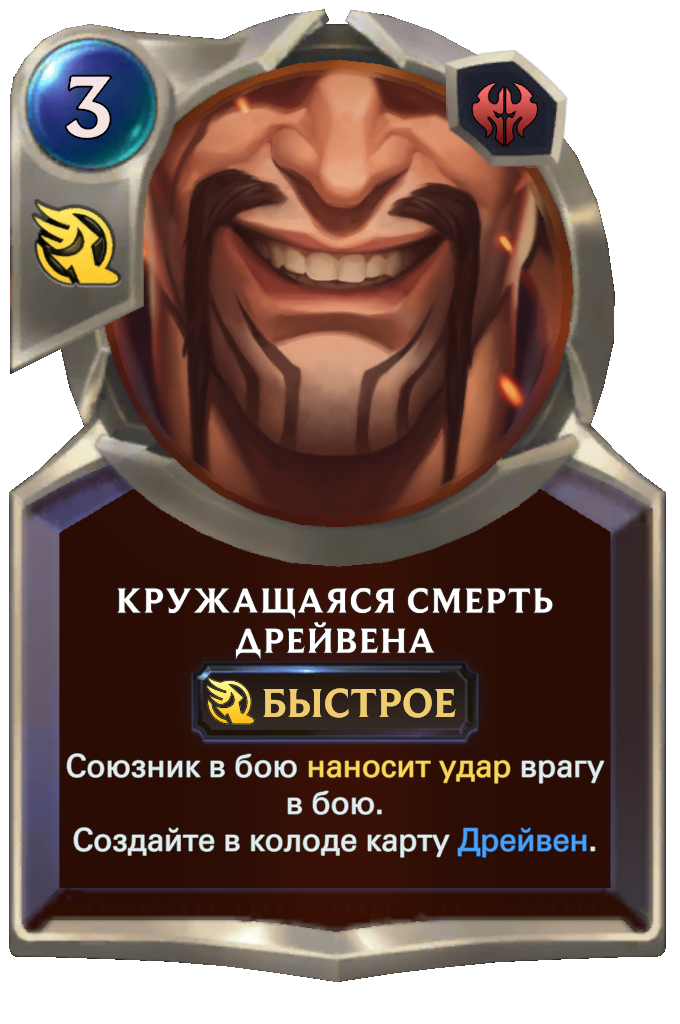 3
КРУЖАЩАЯСЯ СМЕРТЬ
ДРЕЙВЕНА
БЫСТРОЕ
Союзник в бою наносит удар врагу
в бою.
Создайте в колоде карту Дрейвен.